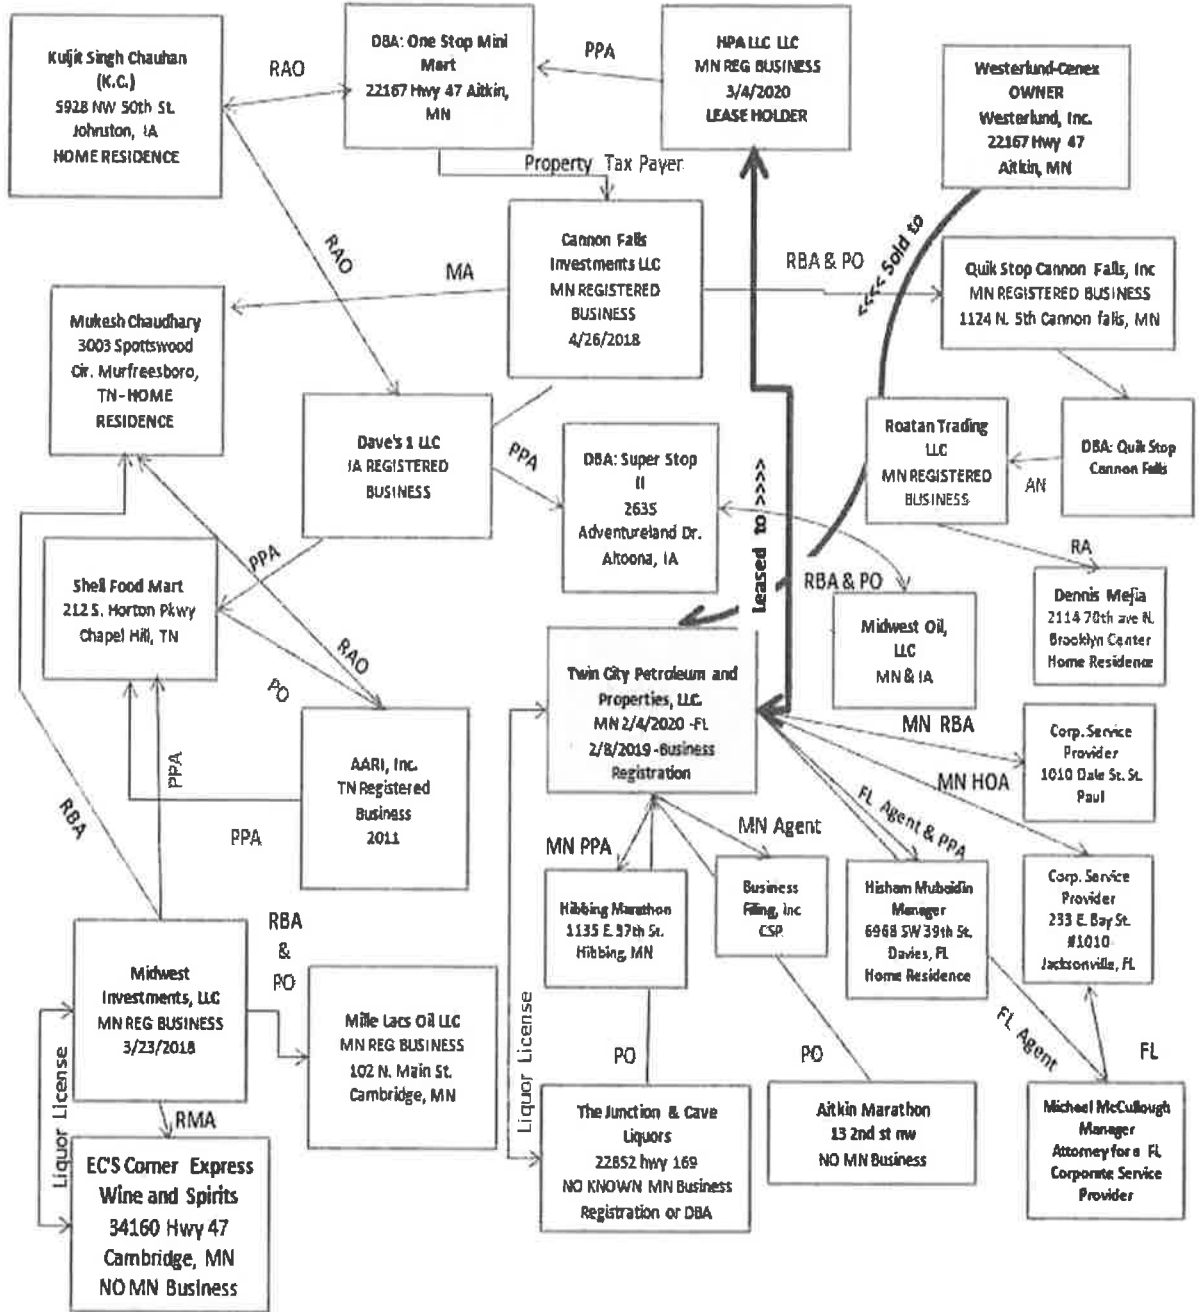 Kuljit Singh Chauhan
(K.C.)
5928 NW 50th St.
Johnston, IA
HOME RESIDENCE
RAO
DBA: One Stop Mini
Mart
22167 Hwy 47 Aitkin,
MN
PPA
HPA LLC LLC
MN REG BUSINESS
3/4/2020
LEASE HOLDER
Westerlund-Cenex
OWNER
Westerlund, Inc.
22167 Hwy 47
Aitkin, MN
Property Tax Payer
<<<< Sold to
RAO
MA
Cannon Falls
Investments LLC
MN REGISTERED
BUSINESS
4/26/2018
RBA & PO
Quik Stop Cannon Falls, Inc
MN REGISTERED BUSINESS
1124 N. 5th Cannon falls, MN
Mukesh Chaudhary
3003 Spottswood
Cir. Murfreesboro,
TN-HOME
RESIDENCE
Dave's 1 LLC
IA REGISTERED
BUSINESS
PPA
DBA: Super Stop
II
2635
Adventureland Dr.
Altoona, IA
Leased to >>>>
Roatan Trading
LLC
MN REGISTERED
BUSINESS
AN
DBA: Quik Stop
Cannon Falls
RA
PPA
Shell Food Mart
212 S. Horton Pkwy
Chapel Hill, TN
RBA & PO
Midwest Oil,
LLC
MN & IA
Dennis Mejia
2114 70th ave N.
Brooklyn Center
Home Residence
RAO
PO
Twin City Petroleum and
Properties, LLC.
MN 2/4/2020 -FL
2/8/2019 -Business
Registration
MN RBA
Corp. Service
Provider
1010 Dale St. St.
Paul
AARI, Inc.
TN Registered
Business
2011
PPA
PPA
RBA
MN HOA
FL Agent & PPA
MN Agent
MN PPA
Hibbing Marathon
1135 E 37th St.
Hibbing, MN
Business
Filing, Inc
CSP
Hisham Mubaidin
Manager
6968 SW 39th St.
Davies, FL
Home Residence
Corp. Service
Provider
233 E. Bay St.
#1010
Jacksonville, FL
RBA
&
PO
Midwest
Investments, LLC
MN REG BUSINESS
3/23/2018
Mille Lacs Oil LLC
MN REG BUSINESS
102 N. Main St.
Cambridge, MN
Liquor License
PO
PO
FL Agent
FL
Liquor License
RMA
EC'S Corner Express
Wine and Spirits
34160 Hwy 47
Cambridge, MN
NO MN Business
The Junction & Cave
Liquors
22852 hwy 169
NO KNOWN MN Business
Registration or DBA
Aitkin Marathon
13 2nd st nw
NO MN Business
Michael McCullough
Manager
Attorney for a FL
Corporate Service
Provider